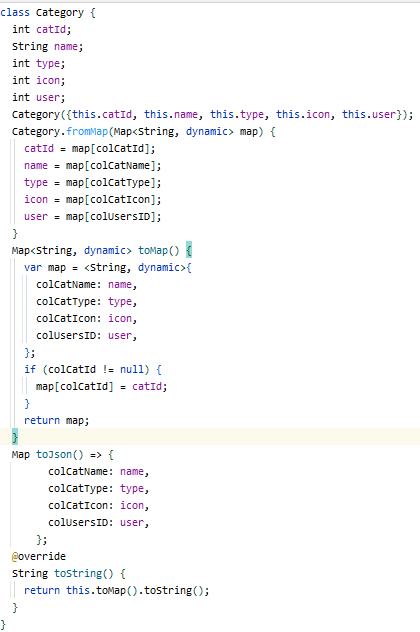 class Category {
  int catId;
  String name;
  int type;
  int icon;
  int user;
  Category({this.catId, this.name, this.type, this.icon, this.user});
  Category.fromMap(Map<String, dynamic> map) {
    catId = map[colCatId];
    name = map[colCatName];
    type = map[colCatType];
    icon = map[colCatIcon];
    user = map[colUsersID];
  }
  Map<String, dynamic> toMap() {
    var map = <String, dynamic>{
      colCatName: name,
      colCatType: type,
      colCatIcon: icon,
      colUsersID: user,
    };
    if (colCatId != null) {
      map[colCatId] = catId;
    }
    return map;
  }
  Map toJson() => {
        colCatName: name,
        colCatType: type,
        colCatIcon: icon,
        colUsersID: user,
      };
  @override
  String toString() {
    return this.toMap().toString();
  }
}